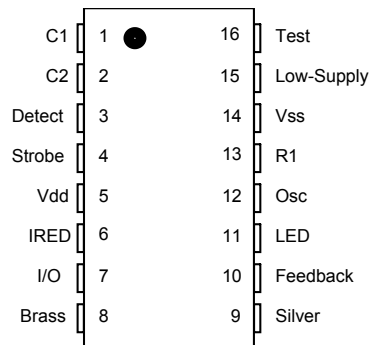 C1 1 16 Test
C2 2 15 Low-Supply
Detect 3 14 Vss
Strobe 4 13 R1
Vdd 5 12 Osc
IRED 6 11 LED
I/O 7 10 Feedback
Brass 8 9 Silver